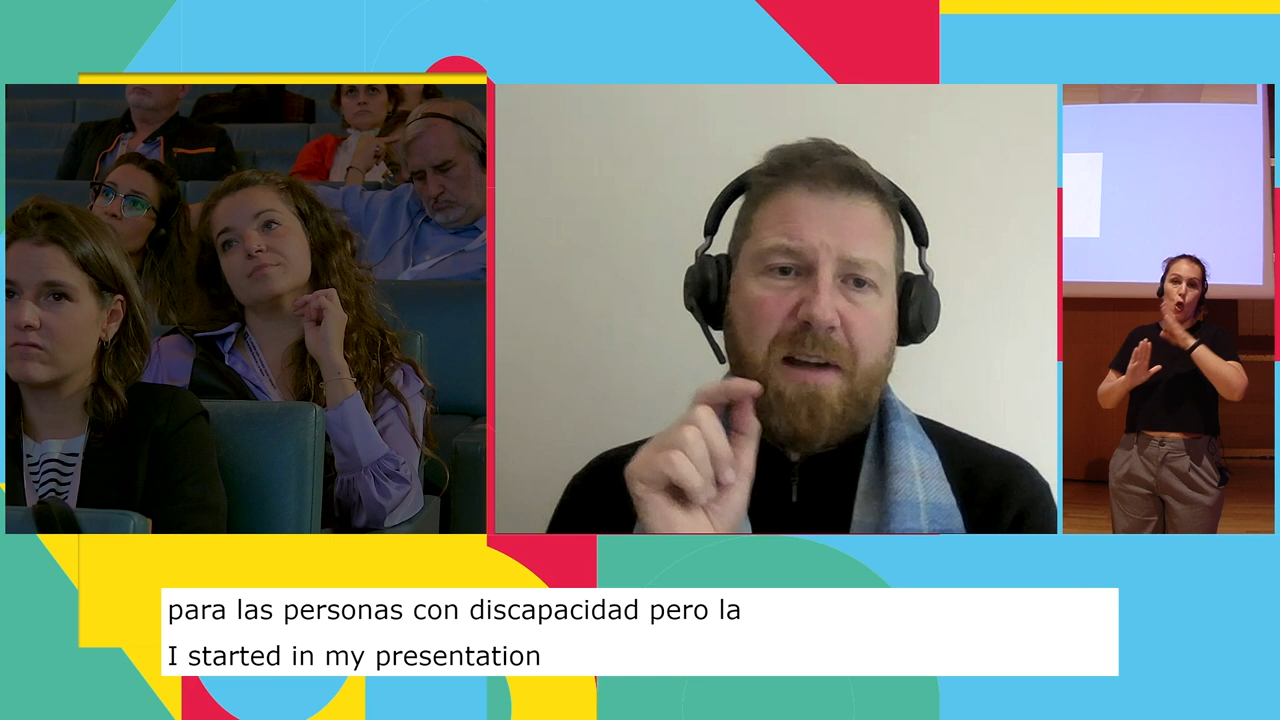 para las personas con discapacidad pero la
I started in my presentation